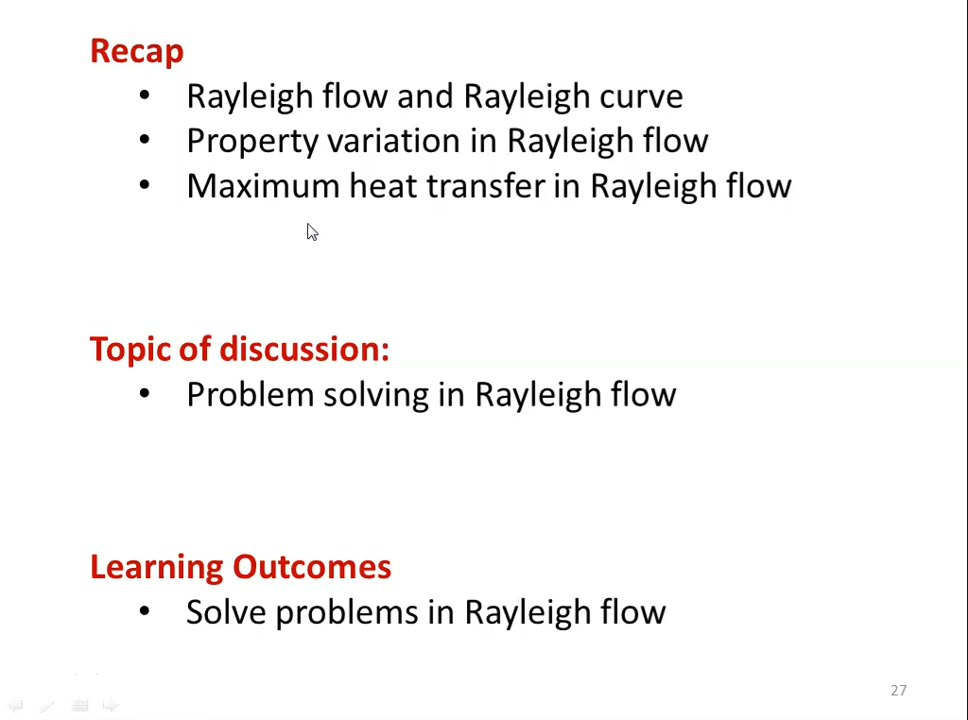 Recap
• Rayleigh flow and Rayleigh curve
• Property variation in Rayleigh flow
• Maximum heat transfer in Rayleigh flow
Topic of discussion:
• Problem solving in Rayleigh flow
Learning Outcomes
• Solve problems in Rayleigh flow
27